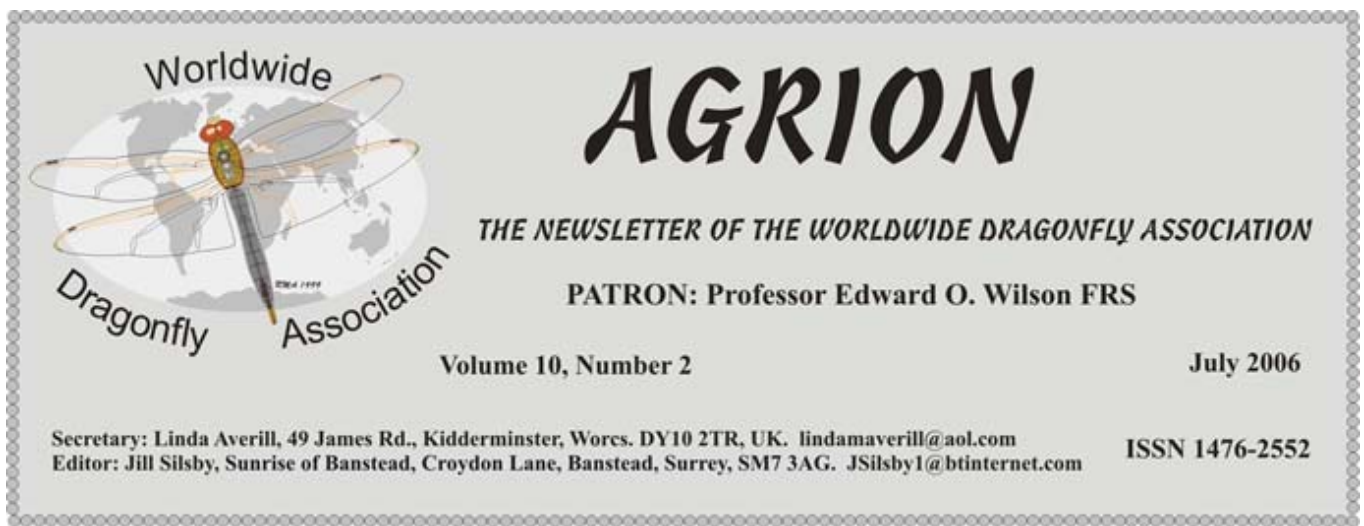 Worldwide
Dragonfly
Association
AGRION
THE NEWSLETTER OF THE WORLDWIDE DRAGONFLY ASSOCIATION
PATRON: Professor Edward O. Wilson FRS
Volume 10, Number 2
July 2006
Secretary: Linda Averill, 49 James Rd., Kidderminster, Worcs. DY10 2TR, UK. lindamaverill@aol.com
Editor: Jill Silsby, Sunrise of Banstead, Croydon Lane, Banstead, Surrey, SM7 3AG. JSilsby1@btinternet.com
ISSN 1476-2552